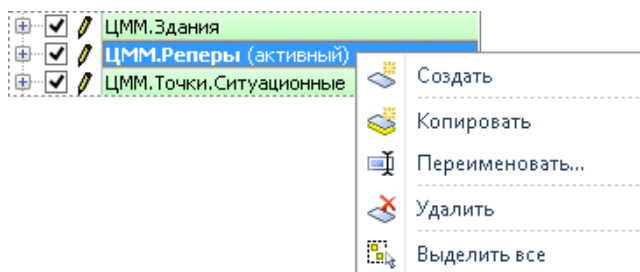 ЦММ.Здания
ЦММ.Реперы (активный)
ЦММ.Точки.Ситуационные
Создать
Копировать
Переименовать...
Удалить
Выделить все